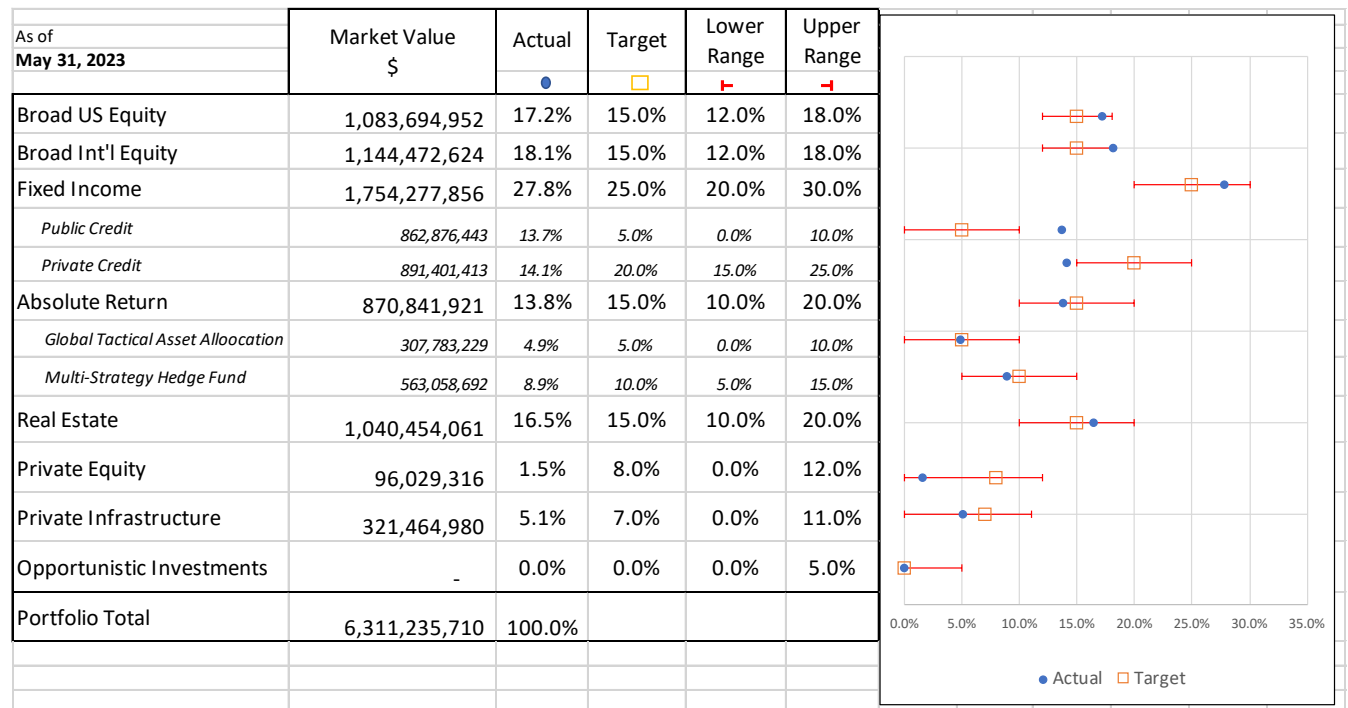 As of
May 31, 2023
Market Value
$
Actual
Target
Lower
Range
Upper
Range
Broad US Equity 1,083,694,952 17.2% 15.0% 12.0% 18.0%
Broad Int'l Equity 1,144,472,624 18.1% 15.0% 12.0% 18.0%
Fixed Income 1,754,277,856 27.8% 25.0% 20.0% 30.0%
Public Credit 862,876,443 13.7% 5.0% 0.0% 10.0%
Private Credit 891,401,413 14.1% 20.0% 15.0% 25.0%
Absolute Return 870,841,921 13.8% 15.0% 10.0% 20.0%
Global Tactical Asset Alloocation 307,783,229 4.9% 5.0% 0.0% 10.0%
Multi-Strategy Hedge Fund 563,058,692 8.9% 10.0% 5.0% 15.0%
Real Estate 1,040,454,061 16.5% 15.0% 10.0% 20.0%
Private Equity 96,029,316 1.5% 8.0% 0.0% 12.0%
Private Infrastructure 321,464,980 5.1% 7.0% 0.0% 11.0%
Opportunistic Investments - 0.0% 0.0% 0.0% 5.0%
Portfolio Total 6,311,235,710 100.0%
0.0% 5.0% 10.0% 15.0% 20.0% 25.0% 30.0% 35.0%
Actual Target